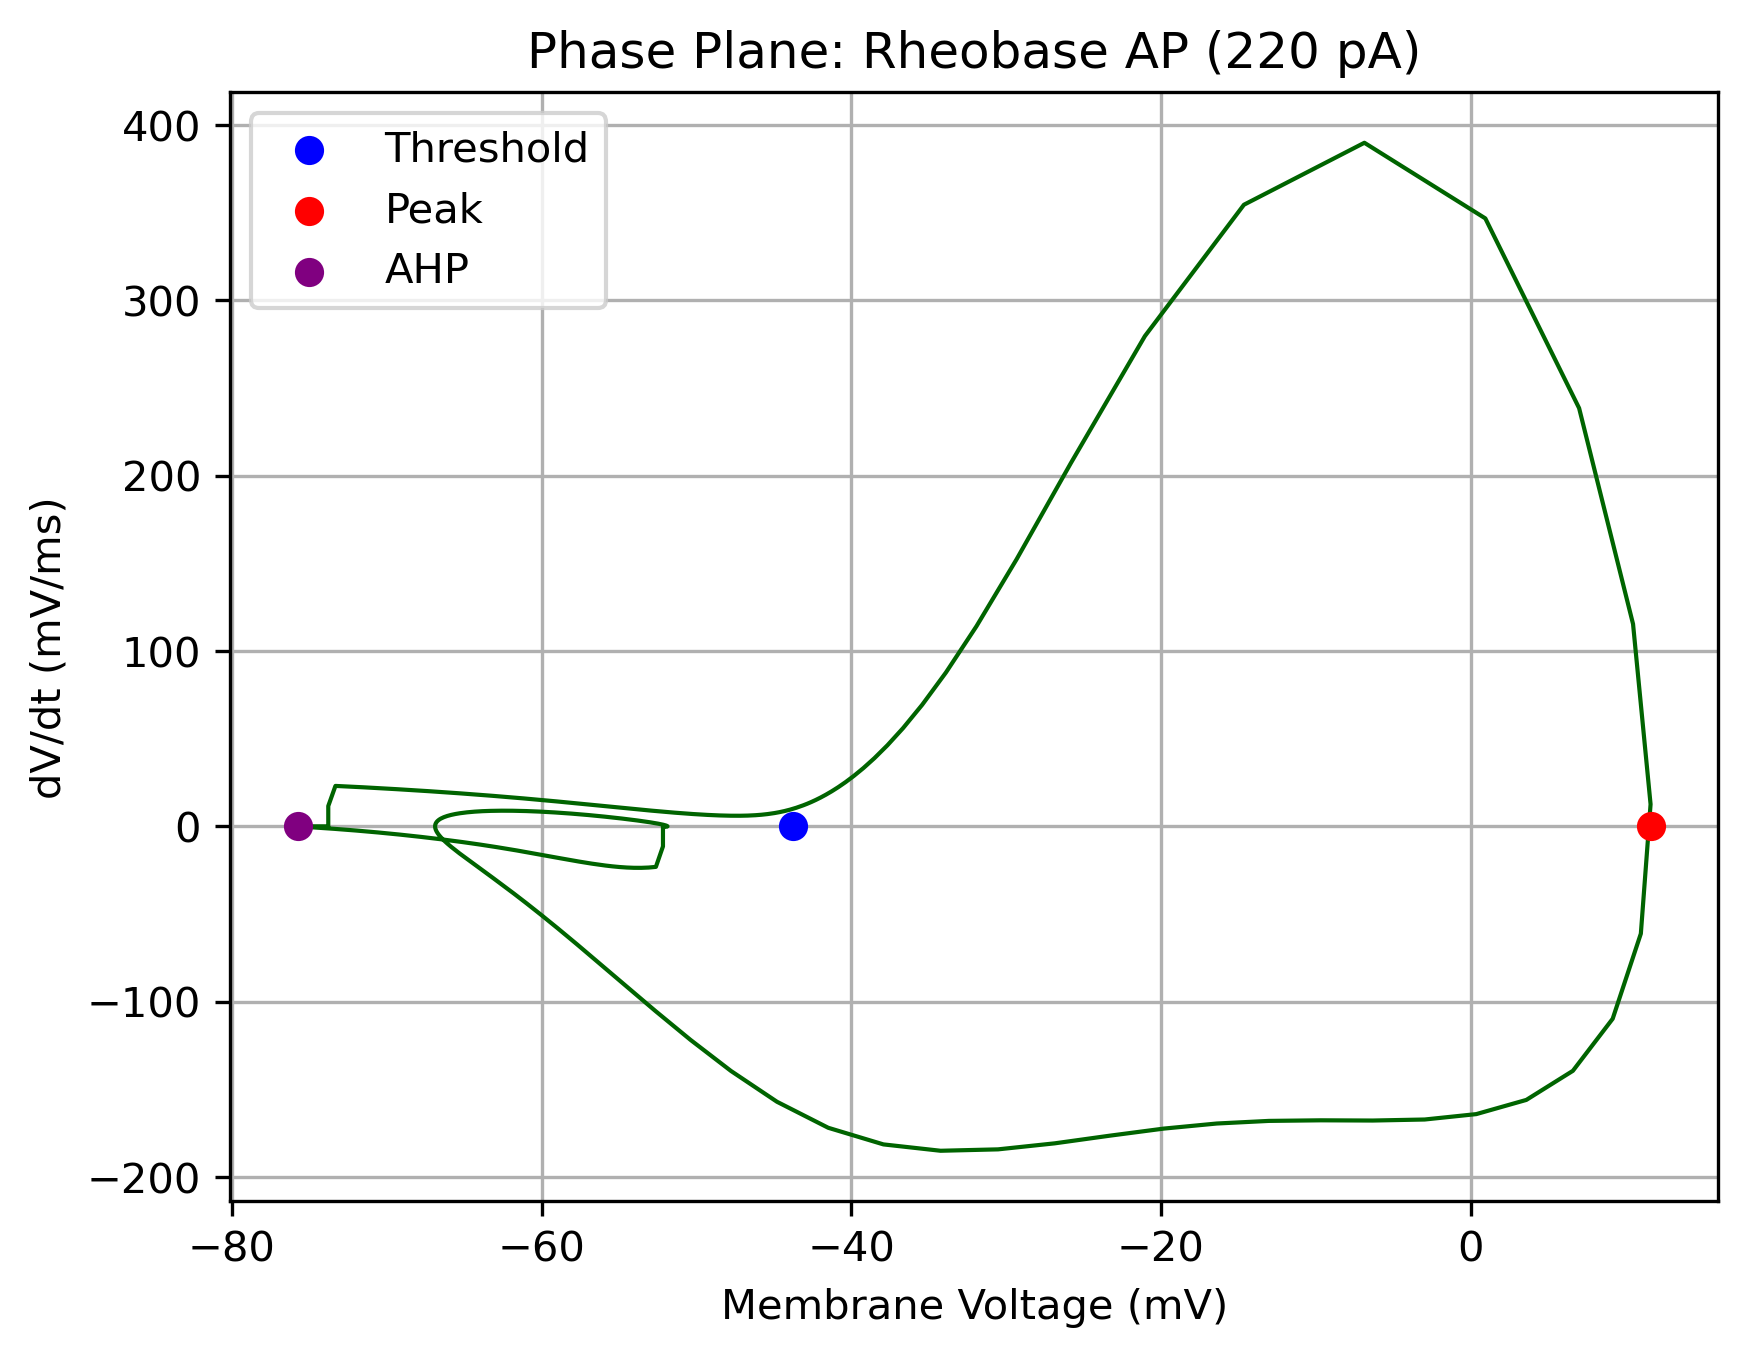 Phase Plane: Rheobase AP (220 pA)
Threshold
Peak
AHP
400
300
200
100
0
−100
−200
dV/dt (mV/ms)
−80 −60 −40 −20 0
Membrane Voltage (mV)